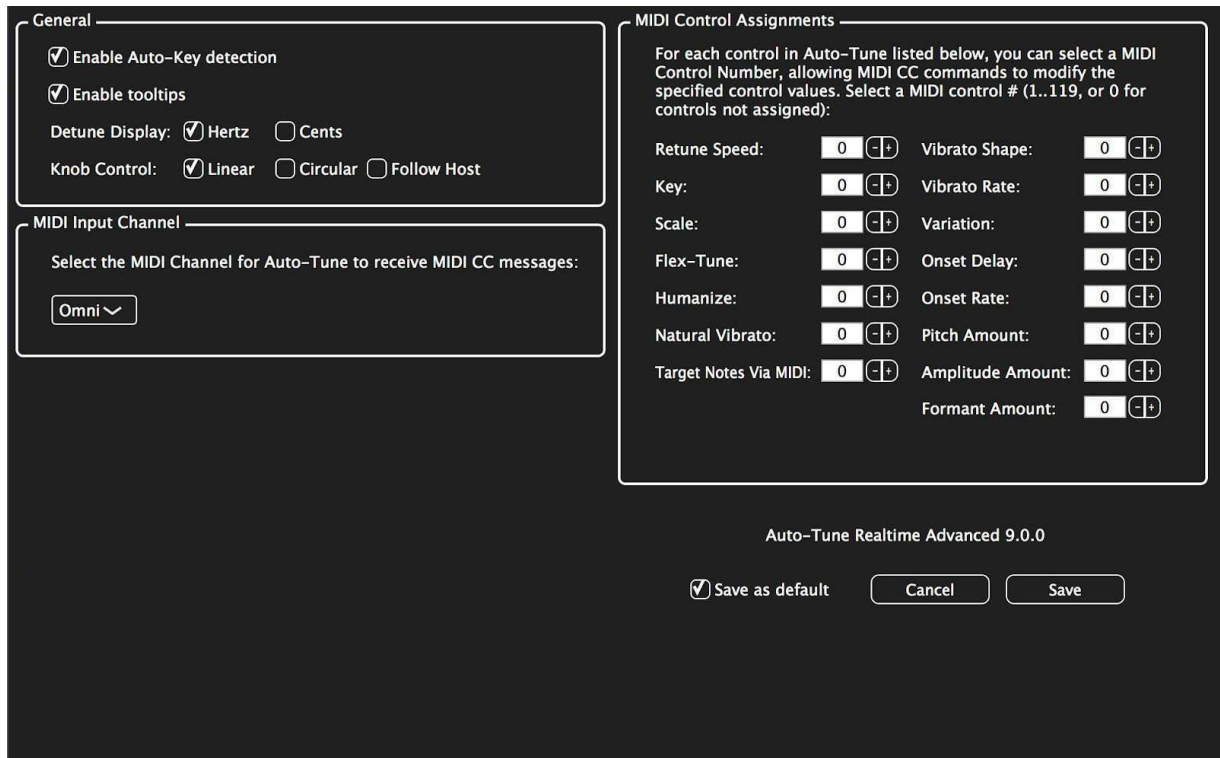 General
Enable Auto-Key detection
Enable tooltips
Detune Display: Hertz Cents
Knob Control: Linear Circular Follow Host
MIDI Input Channel
Select the MIDI Channel for Auto-Tune to receive MIDI CC messages:
Omni
MIDI Control Assignments
For each control in Auto-Tune listed below, you can select a MIDI
Control Number, allowing MIDI CC commands to modify the
specified control values. Select a MIDI control # (1..119, or 0 for
controls not assigned):
Retune Speed: 0 - + Vibrato Shape: 0 - +
Key: 0 - + Vibrato Rate: 0 - +
Scale: 0 - + Variation: 0 - +
Flex-Tune: 0 - + Onset Delay: 0 - +
Humanize: 0 - + Onset Rate: 0 - +
Natural Vibrato: 0 - + Pitch Amount: 0 - +
Target Notes Via MIDI: 0 - + Amplitude Amount: 0 - +
Formant Amount: 0 - +
Auto-Tune Realtime Advanced 9.0.0
Save as default Cancel Save